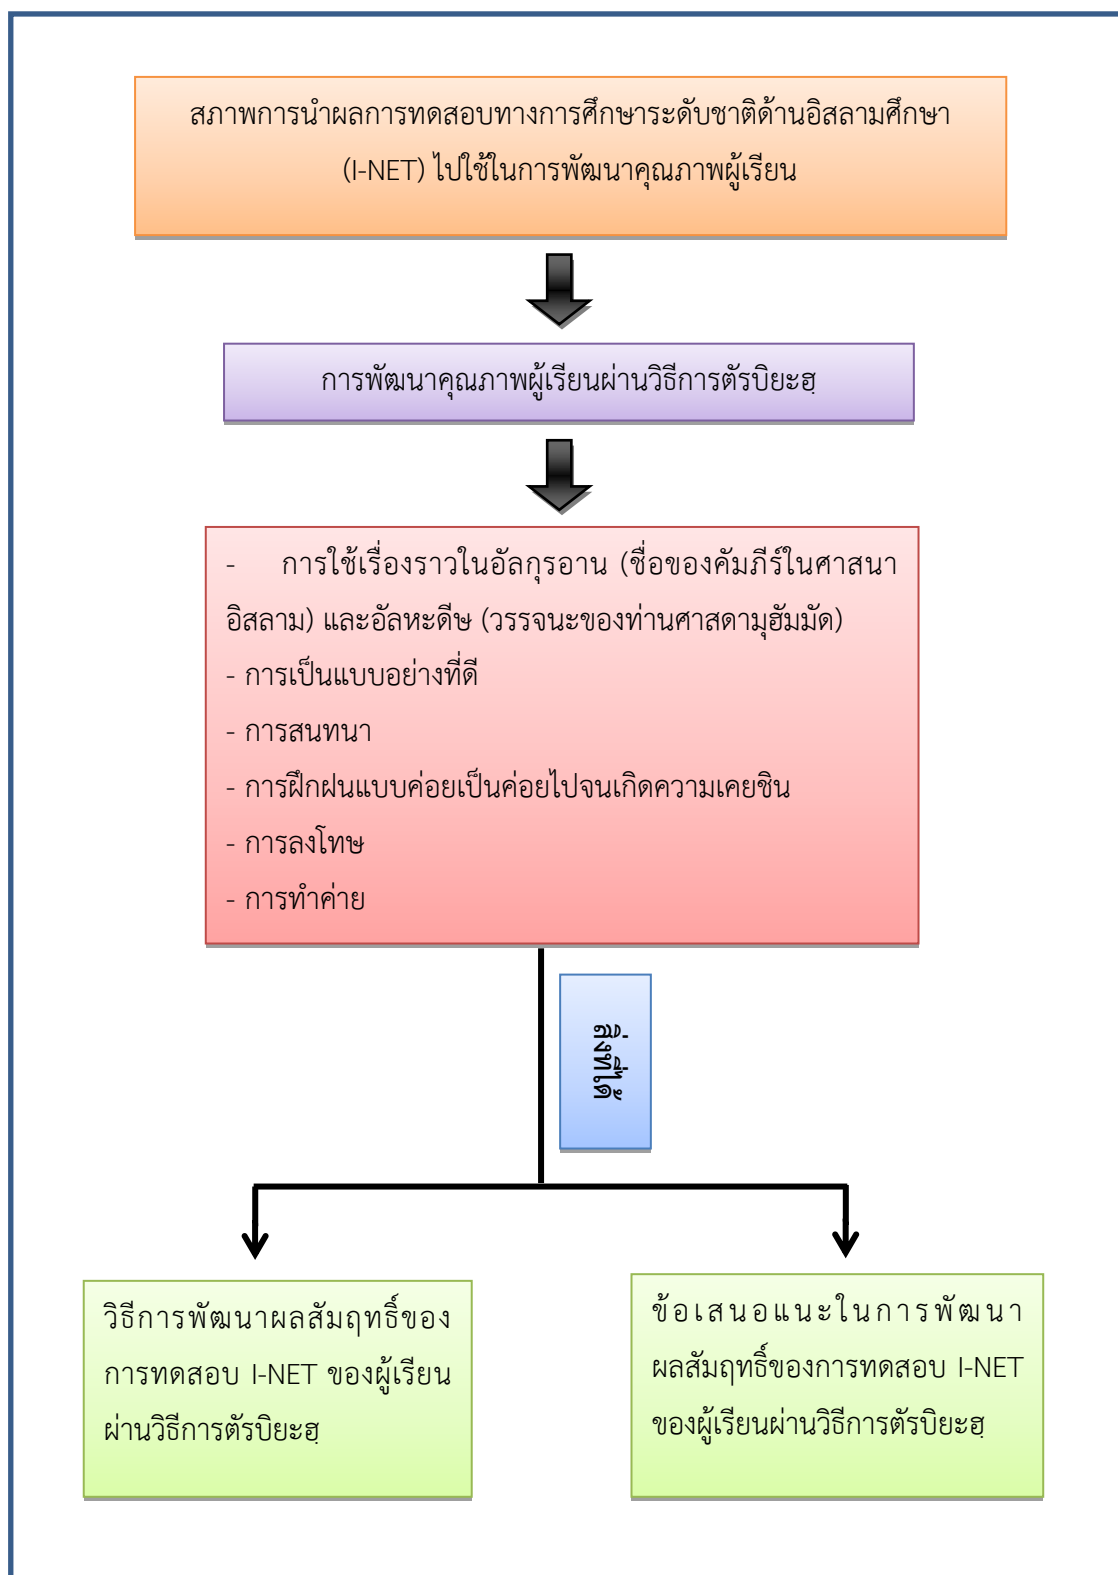 สภาพการนำผลการทดสอบทางการศึกษาระดับชาติด้านอิสลามศึกษา
(I-NET) ไปใช้ในการพัฒนาคุณภาพผู้เรียน
การพัฒนาคุณภาพผู้เรียนผ่านวิธีการตัรบิยะฮฺ
- การใช้เรื่องราวในอัลกุรอาน (ชื่อของคัมภีร์ในศาสนา
อิสลาม) และอัลหะดีษ (วรรจนะของท่านศาสดามุฮัมมัด)
- การเป็นแบบอย่างที่ดี
- การสนทนา
- การฝึกฝนแบบค่อยเป็นค่อยไปจนเกิดความเคยชิน
- การลงโทษ
- การทำค่าย
สิ่งที่ได้
วิธีการพัฒนาผลสัมฤทธิ์ของ
การทดสอบ I-NET ของผู้เรียน
ผ่านวิธีการตัรบิยะฮฺ
ข้อเสนอแนะในการพัฒนา
ผลสัมฤทธิ์ของการทดสอบ I-NET
ของผู้เรียนผ่านวิธีการตัรบิยะฮฺ